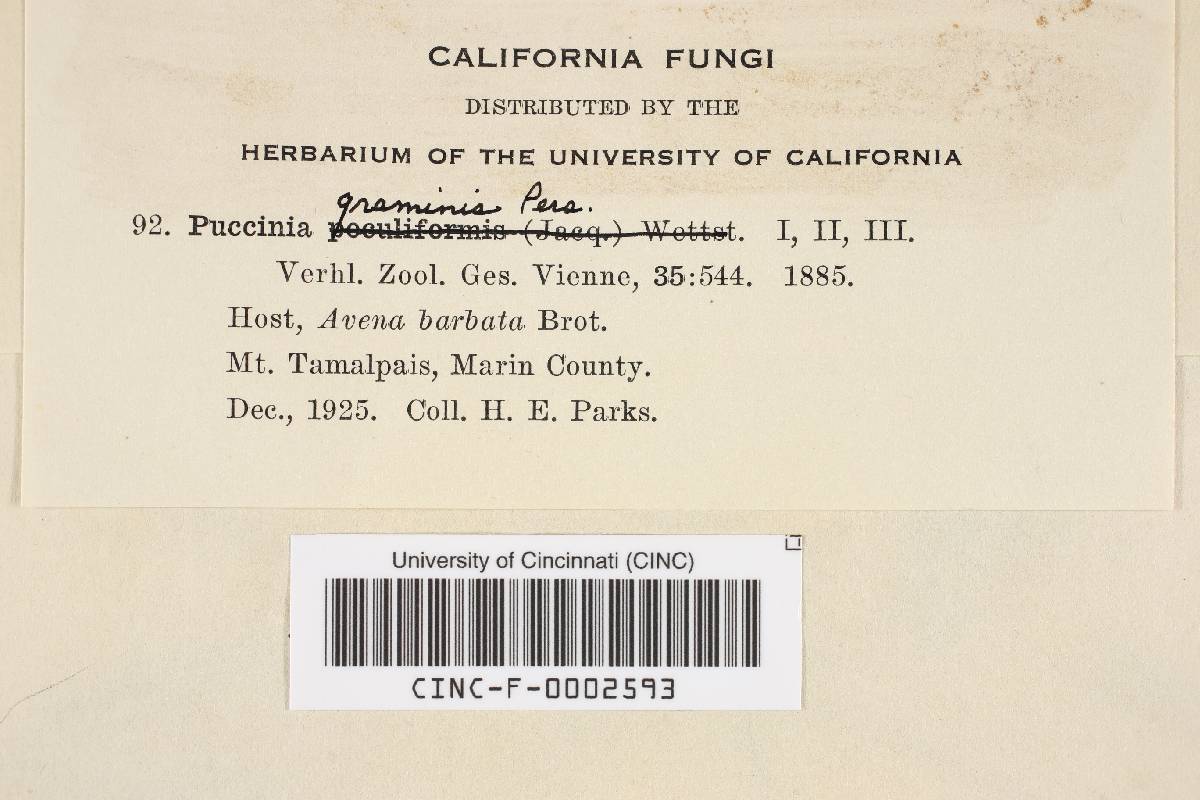 CALIFORNIA FUNGI
DISTRIBUTED BY THE
HERBARIUM OF THE UNIVERSITY OF CALIFORNIA
graminis Pers.
92. Puccinia poculiformis (Jacq.) Wettst. I, II, III.
Verhl. Zool. Ges. Vienne, 35:544. 1885.
Host, Avena barbata Brot.
Mt. Tamalpais, Marin County.
Dec., 1925. Coll. H. E. Parks.
University of Cincinnati (CINC)
CINC-F-0002593